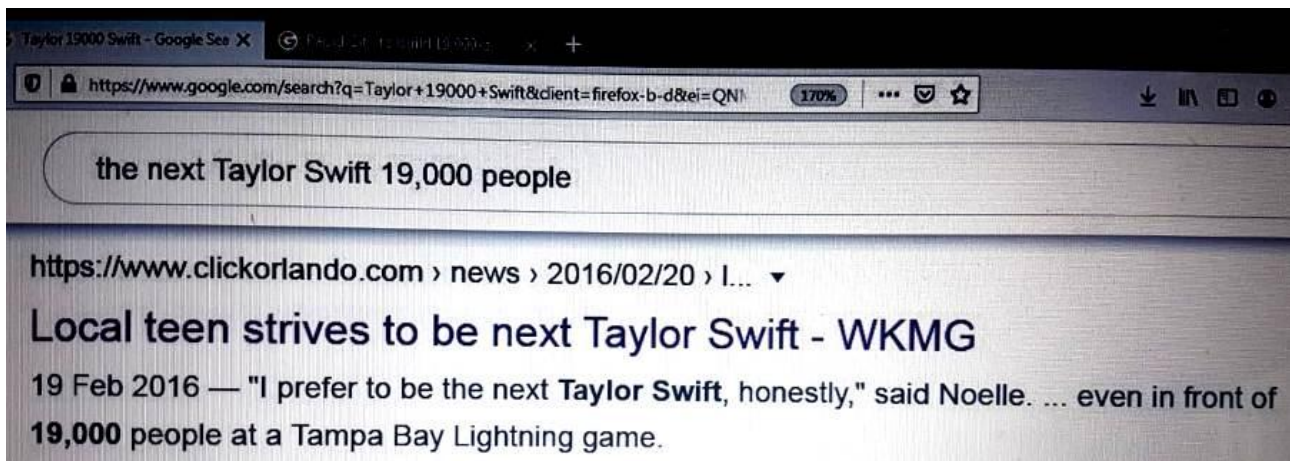 Taylor 19000 Swift - Google Sea
https://www.google.com/search?q=Taylor+19000+Swift&client=firefox-b-d&ei=QN
170%
the next Taylor Swift 19,000 people
https://www.clickorlando.com › news › 2016/02/20 › l...
Local teen strives to be next Taylor Swift - WKMG
19 Feb 2016 — "I prefer to be the next Taylor Swift, honestly," said Noelle. ... even in front of
19,000 people at a Tampa Bay Lightning game.